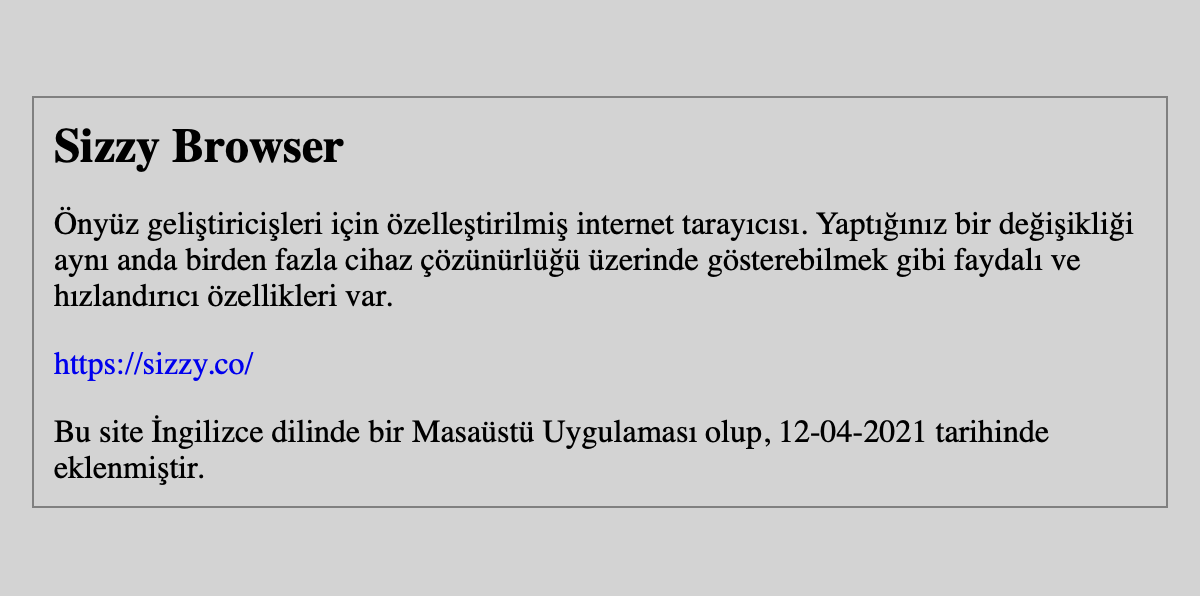 Sizzy Browser
Önyüz geliştiricişleri için özelleştirilmiş internet tarayıcısı. Yaptığınız bir değişikliği
aynı anda birden fazla cihaz çözünürlüğü üzerinde gösterebilmek gibi faydalı ve
hızlandırıcı özellikleri var.
https://sizzy.co/
Bu site İngilizce dilinde bir Masaüstü Uygulaması olup, 12-04-2021 tarihinde
eklenmiştir.